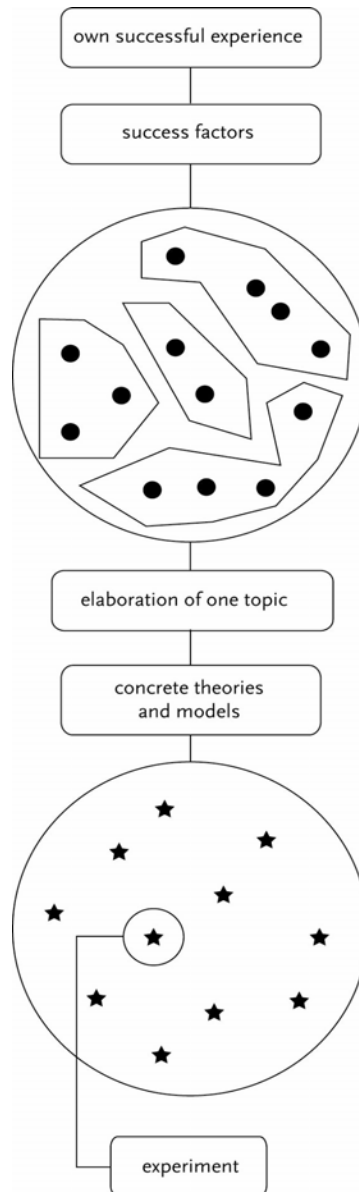 own successful experience
success factors
elaboration of one topic
concrete theories
and models
experiment